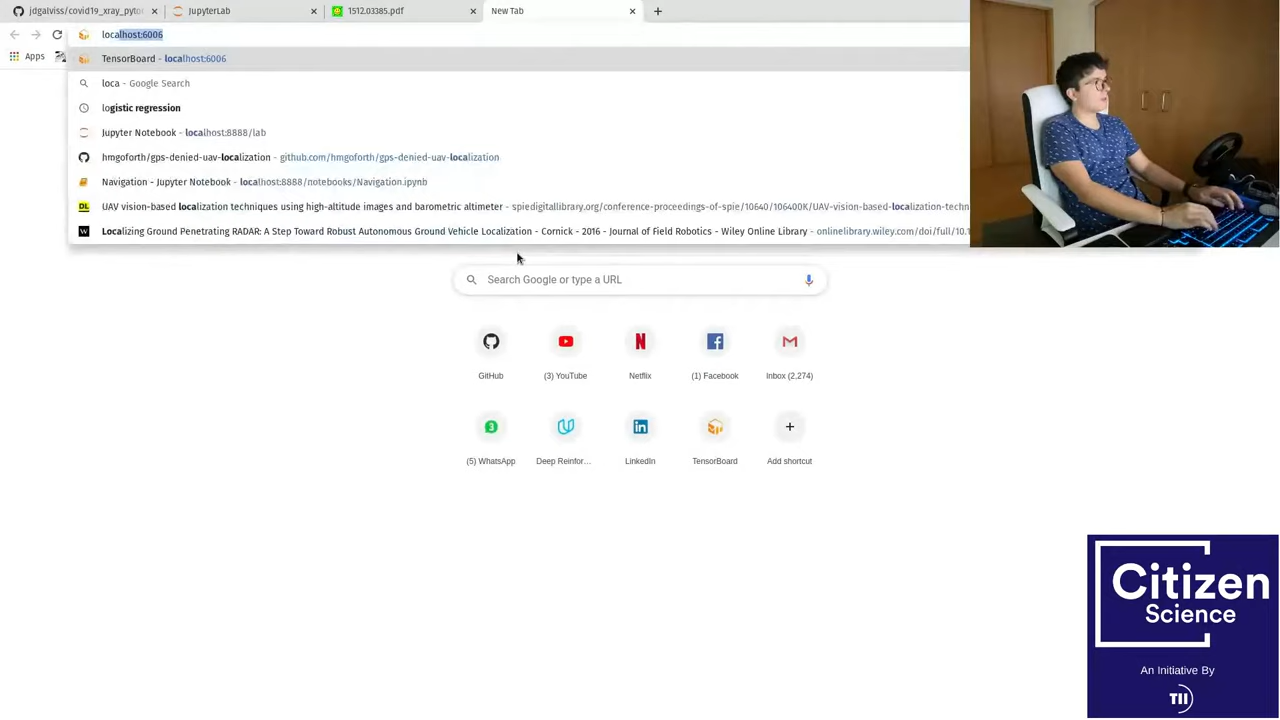 jdgalviss/covid19_xray_pyto
JupyterLab
1512.03385.pdf
New Tab
localhost:6006
Apps
TensorBoard - localhost:6006
loca - Google Search
logistic regression
Jupyter Notebook - localhost:8888/lab
hmgoforth/gps-denied-uav-localization - github.com/hmgoforth/gps-denied-uav-localization
Navigation - Jupyter Notebook - localhost:8888/notebooks/Navigation.ipynb
DL UAV vision-based localization techniques using high-altitude images and barometric altimeter - spiedigitallibrary.org/conference-proceedings-of-spie/10640/106400K/UAV-vision-based-localization-techn
W Localizing Ground Penetrating RADAR: A Step Toward Robust Autonomous Ground Vehicle Localization - Cornick - 2016 - Journal of Field Robotics - Wiley Online Library - onlinelibrary.wiley.com/doi/full/10.1
Search Google or type a URL
N
GitHub
(3) YouTube
Netflix
(1) Facebook
Inbox (2,274)
3
in
(5) WhatsApp
Deep Reinfor...
LinkedIn
TensorBoard
Add shortcut
Citizen
Science
An Initiative By
TII